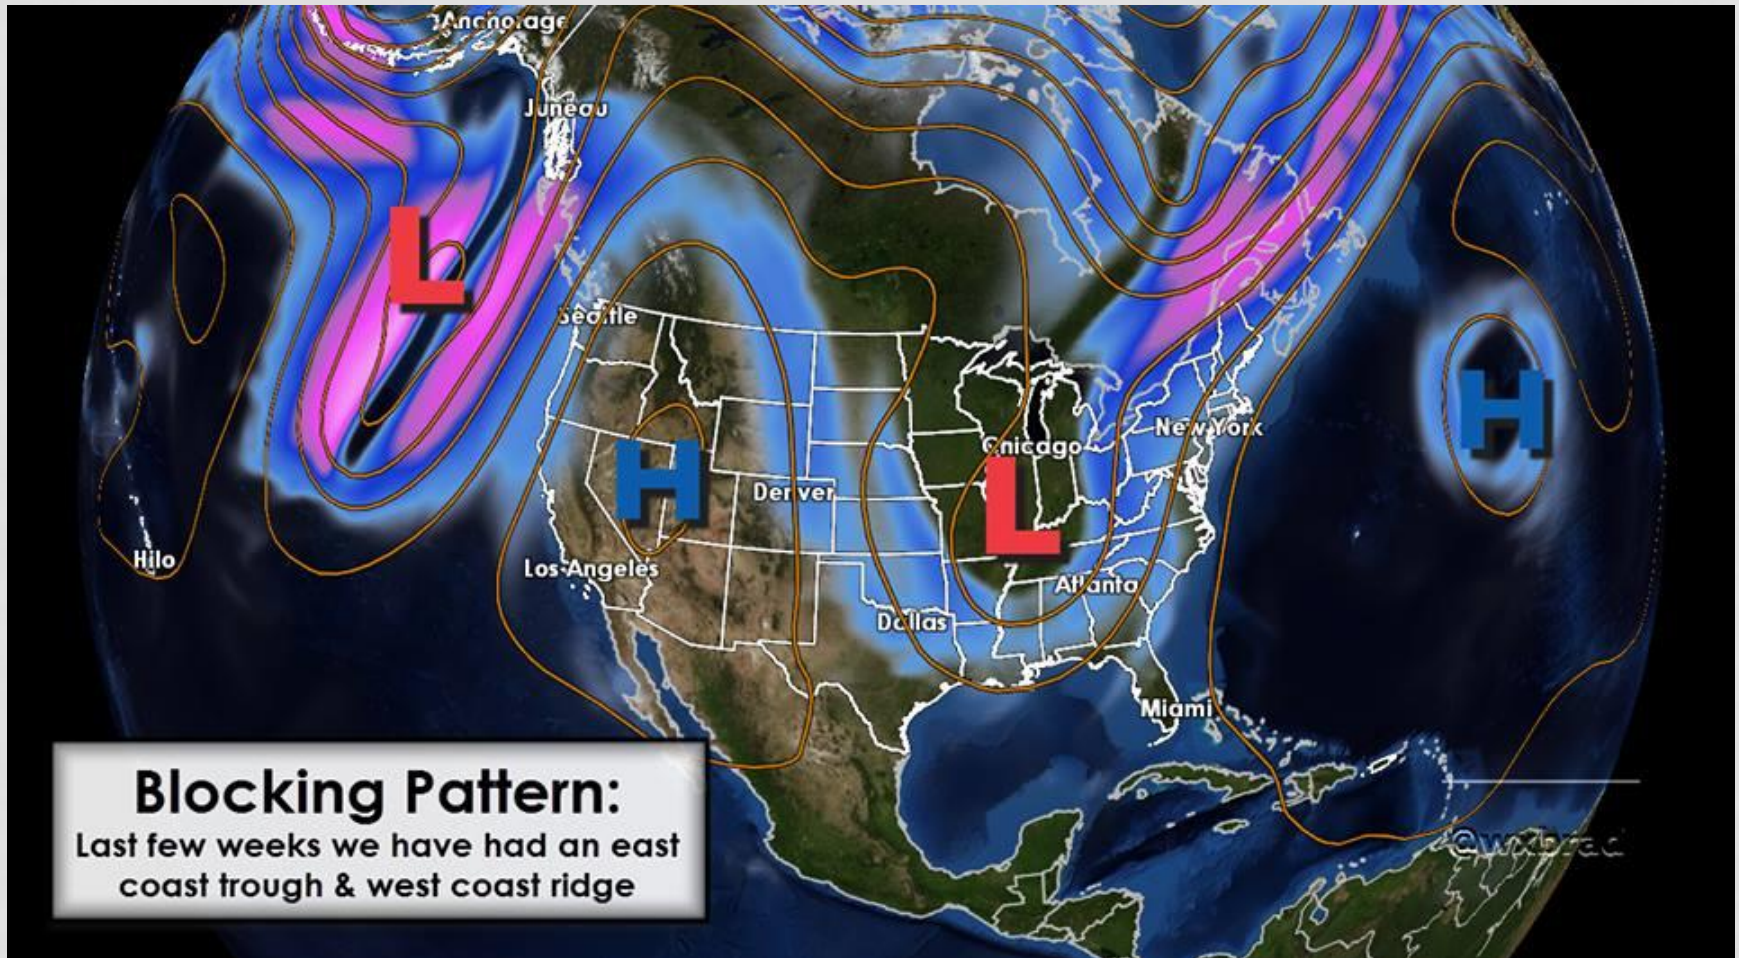 Anchorage
Juneau
L
Seattle
Chicago
New York
H
H
Denver
L
Hilo
Los Angeles
Atlanta
Dallas
Miami
Blocking Pattern:
Last few weeks we have had an east
coast trough & west coast ridge
@wxbrad